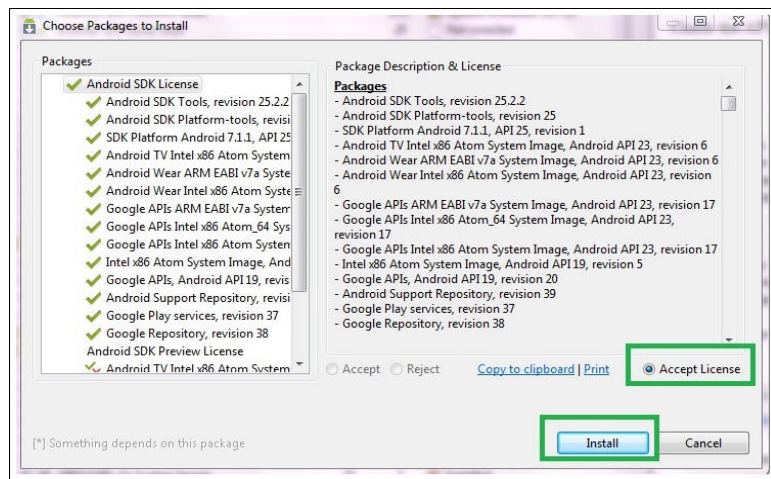 Choose Packages to Install
Packages
Android SDK License
Android SDK Tools, revision 25.2.2
Android SDK Platform-tools, revisi
SDK Platform Android 7.1.1, API 25
Android TV Intel x86 Atom System
Android Wear ARM EABI v7a Syste
Android Wear Intel x86 Atom Syste
Google APIs ARM EABI v7a System
Google APIs Intel x86 Atom_64 Sys
Google APIs Intel x86 Atom System
Intel x86 Atom System Image, And
Google APIs, Android API 19, revis
Android Support Repository, revisi
Google Play services, revision 37
Google Repository, revision 38
Android SDK Preview License
Android TV Intel x86 Atom System
Package Description & License
Packages
- Android SDK Tools, revision 25.2.2
- Android SDK Platform-tools, revision 25
- SDK Platform Android 7.1.1, API 25, revision 1
- Android TV Intel x86 Atom System Image, Android API 23, revision 6
- Android Wear ARM EABI v7a System Image, Android API 23, revision 6
- Android Wear Intel x86 Atom System Image, Android API 23, revision
6
- Google APIs ARM EABI v7a System Image, Android API 23, revision 17
- Google APIs Intel x86 Atom_64 System Image, Android API 23,
revision 17
- Google APIs Intel x86 Atom System Image, Android API 23, revision 17
- Intel x86 Atom System Image, Android API 19, revision 5
- Google APIs, Android API 19, revision 20
- Android Support Repository, revision 39
- Google Play services, revision 37
- Google Repository, revision 38
Accept Reject Copy to clipboard | Print Accept License
[*] Something depends on this package
Install Cancel